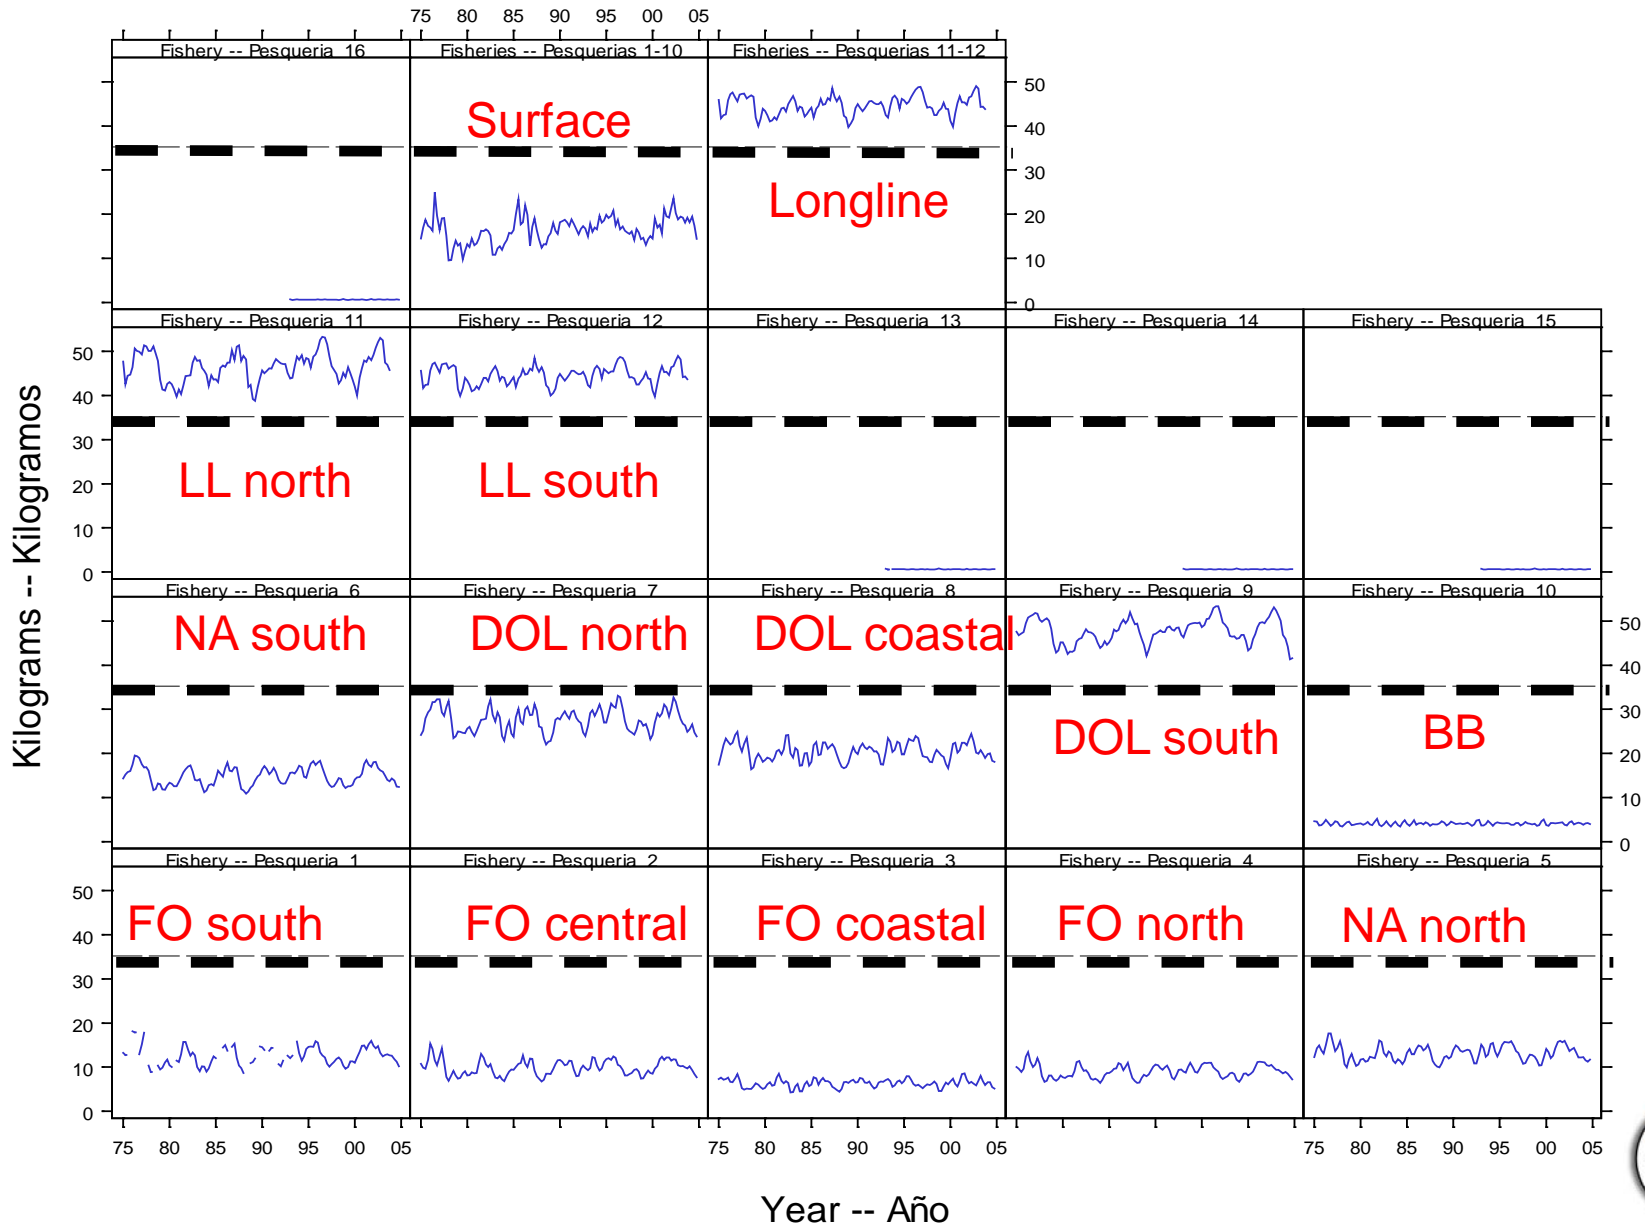 75 80 85 90 95 00 05
Fishery -- Pesqueria 16
Fisheries -- Pesquerias 1-10
Fisheries -- Pesquerias 11-12
Surface
Longline
50
40
30
20
10
0
Fishery -- Pesqueria 11
Fishery -- Pesqueria 12
Fishery -- Pesqueria 13
Fishery -- Pesqueria 14
Fishery -- Pesqueria 15
50
40
30
20
10
0
LL north
LL south
Fishery -- Pesqueria 6
Fishery -- Pesqueria 7
Fishery -- Pesqueria 8
Fishery -- Pesqueria 9
Fishery -- Pesqueria 10
NA south
DOL north
DOL coastal
DOL south
BB
50
40
30
20
10
0
Fishery -- Pesqueria 1
Fishery -- Pesqueria 2
Fishery -- Pesqueria 3
Fishery -- Pesqueria 4
Fishery -- Pesqueria 5
FO south
FO central
FO coastal
FO north
NA north
50
40
30
20
10
0
75 80 85 90 95 00 05
75 80 85 90 95 00 05
75 80 85 90 95 00 05
Kilograms -- Kilogramos
Year -- Año